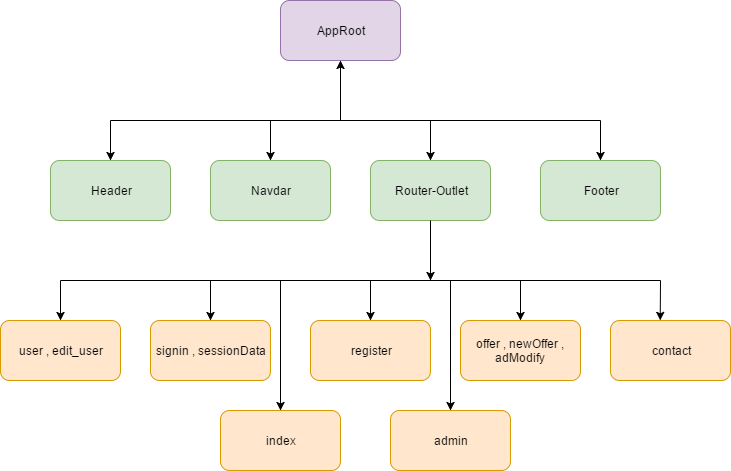 AppRoot
Header
Navdar
Router-Outlet
Footer
user , edit_user
signin , sessionData
register
offer , newOffer ,
adModify
contact
index
admin